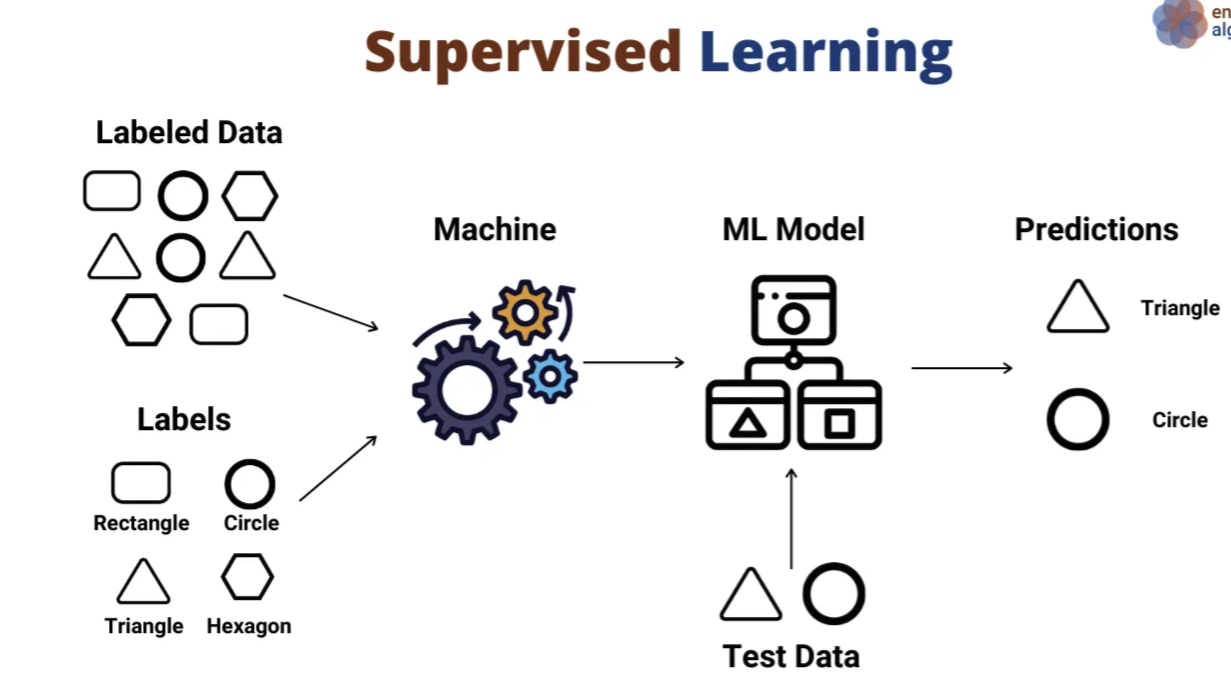 Supervised Learning
Labeled Data
Machine
ML Model
Predictions
Triangle
Circle
Labels
Rectangle
Circle
Triangle
Hexagon
Test Data